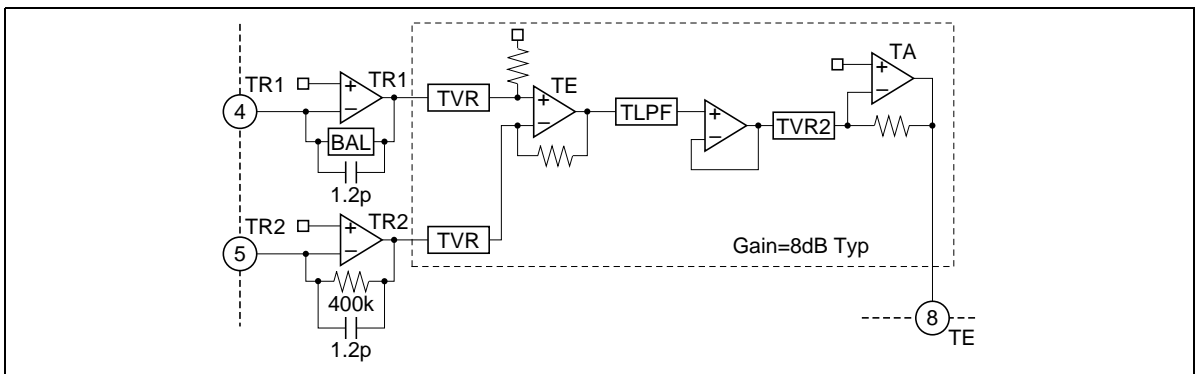 TR1
+
−
TR1
4
BAL
1.2p
TVR
TE
+
−
TLPF
+
−
TVR2
TA
+
−
TR2
+
−
TR2
5
400k
1.2p
TVR
Gain=8dB Typ
8
TE